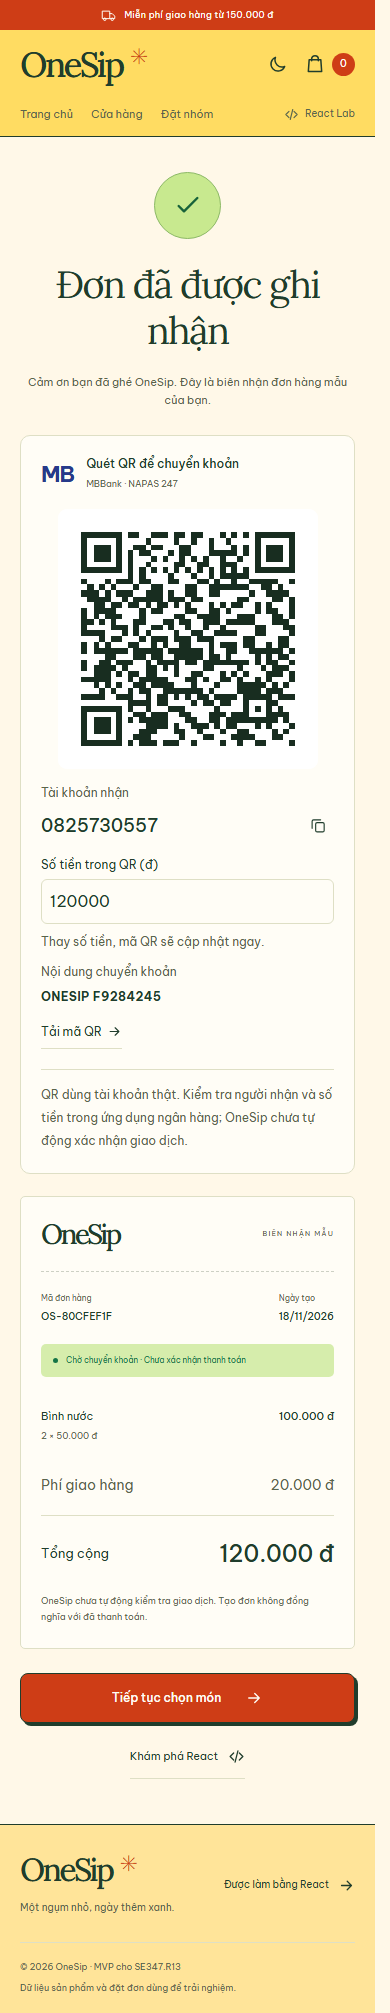 Miễn phí giao hàng từ 150.000 đ
OneSip
0
Trang chủ Cửa hàng Đặt nhóm React Lab
Đơn đã được ghi
nhận
Cảm ơn bạn đã ghé OneSip. Đây là biên nhận đơn hàng mẫu
của bạn.
MB
Quét QR để chuyển khoản
MBBank · NAPAS 247
Tài khoản nhận
0825730557
Số tiền trong QR (đ)
120000
Thay số tiền, mã QR sẽ cập nhật ngay.
Nội dung chuyển khoản
ONESIP F9284245
Tải mã QR
QR dùng tài khoản thật. Kiểm tra người nhận và số
tiền trong ứng dụng ngân hàng; OneSip chưa tự
động xác nhận giao dịch.
OneSip
BIÊN NHẬN MẪU
Mã đơn hàng Ngày tạo
OS-80CFEF1F 18/11/2026
Chờ chuyển khoản · Chưa xác nhận thanh toán
Bình nước 100.000 đ
2 × 50.000 đ
Phí giao hàng 20.000 đ
Tổng cộng 120.000 đ
OneSip chưa tự động kiểm tra giao dịch. Tạo đơn không đồng
nghĩa với đã thanh toán.
Tiếp tục chọn món
Khám phá React
OneSip
Được làm bằng React
Một ngụm nhỏ, ngày thêm xanh.
© 2026 OneSip · MVP cho SE347.R13
Dữ liệu sản phẩm và đặt đơn dùng để trải nghiệm.